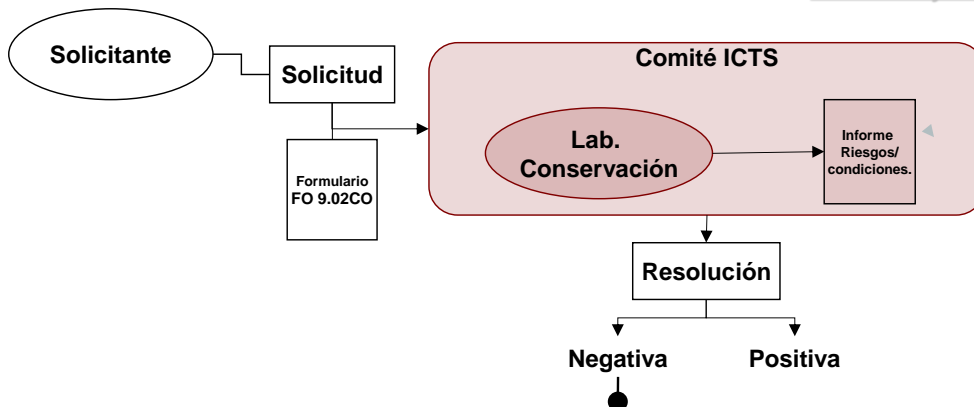 Solicitante
Solicitud
Formulario
FO 9.02CO
Comité ICTS
Lab.
Conservación
Informe
Riesgos/
condiciones.
Resolución
Negativa
Positiva